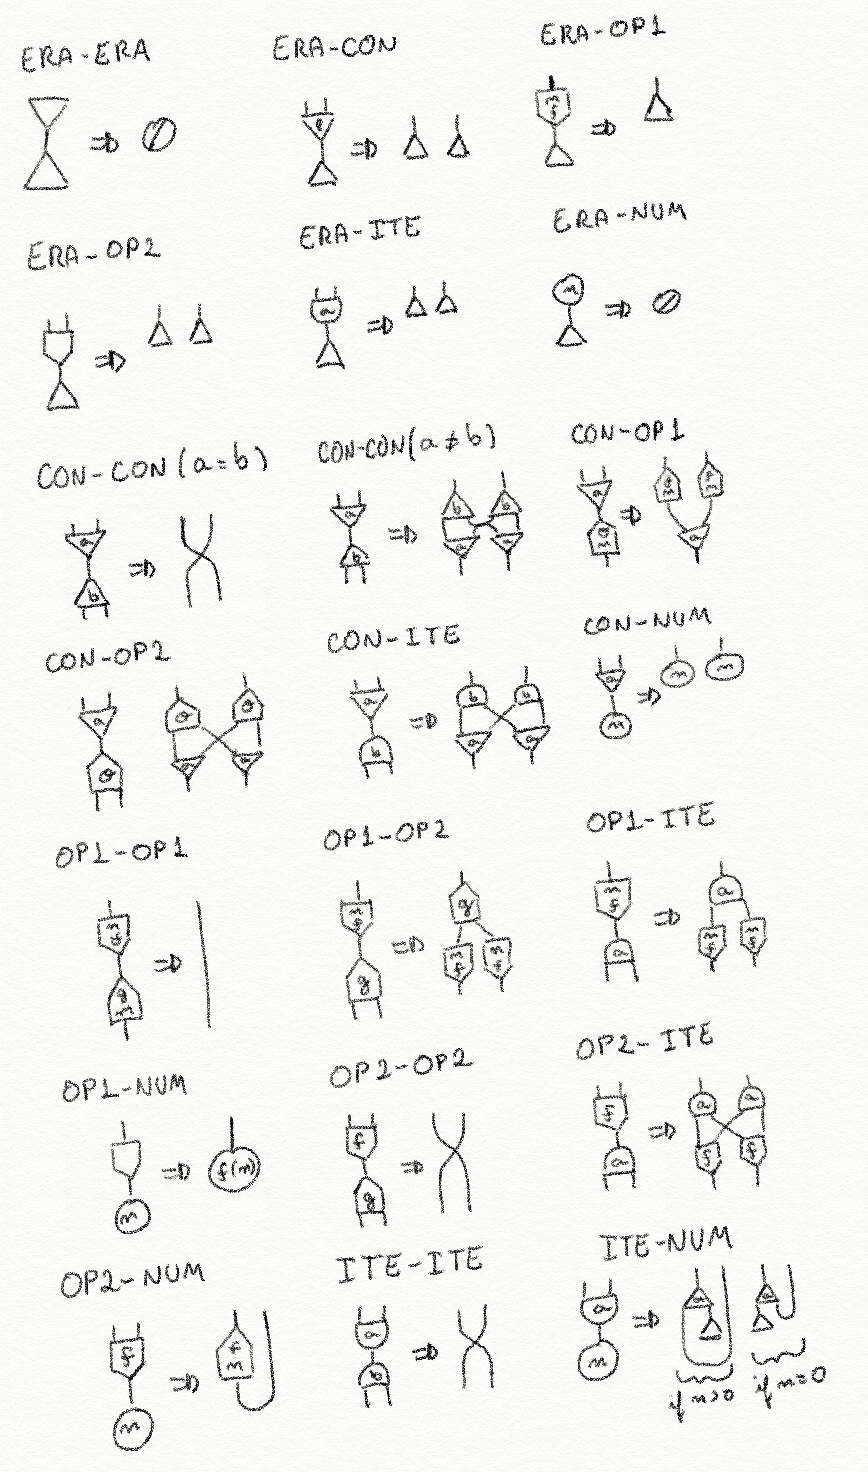 ERA-ERA
ERA-CON
ERA-OP1
ERA-OP2
ERA-ITE
ERA-NUM
CON-CON (a=b)
CON-CON (a≠b)
CON-OP1
CON-OP2
CON-ITE
CON-NUM
OP1-OP1
OP1-OP2
OP1-ITE
OP1-NUM
f(n)
OP2-OP2
OP2-ITE
OP2-NUM
ITE-ITE
ITE-NUM
if n>0
if n=0